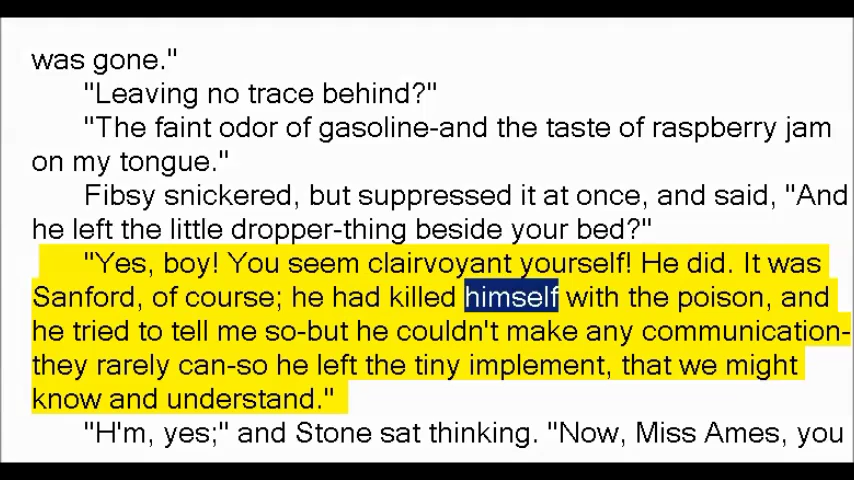 was gone."
"Leaving no trace behind?"
"The faint odor of gasoline-and the taste of raspberry jam
on my tongue."
Fibsy snickered, but suppressed it at once, and said, "And
he left the little dropper-thing beside your bed?"
"Yes, boy! You seem clairvoyant yourself! He did. It was
Sanford, of course; he had killed himself with the poison, and
he tried to tell me so-but he couldn't make any communication-
they rarely can-so he left the tiny implement, that we might
know and understand."
"H'm, yes;" and Stone sat thinking. "Now, Miss Ames, you